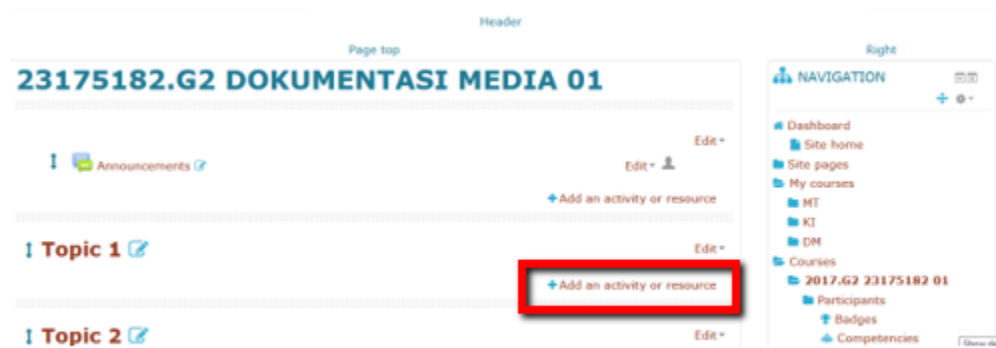 Header
Page top
Right
23175182.G2 DOKUMENTASI MEDIA 01
Edit
Announcements
Edit
+Add an activity or resource
Topic 1
Edit
+Add an activity or resource
Topic 2
Edit
NAVIGATION
Dashboard
Site home
Site pages
My courses
MT
KI
DM
Courses
2017.G2 23175182 01
Participants
Badges
Competencies